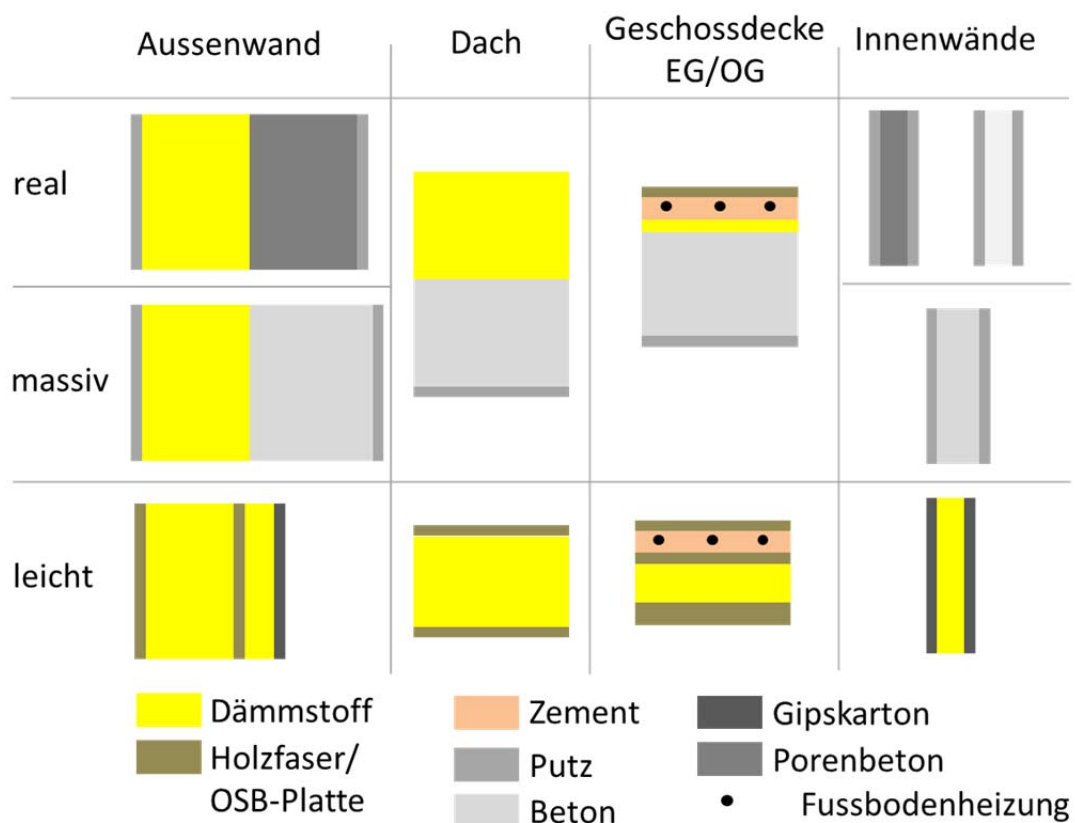 Aussenwand
Dach
Geschossdecke
EG/OG
Innenwände
real
massiv
leicht
Dämmstoff
Holzfaser/
OSB-Platte
Zement
Putz
Beton
Gipskarton
Porenbeton
Fussbodenheizung